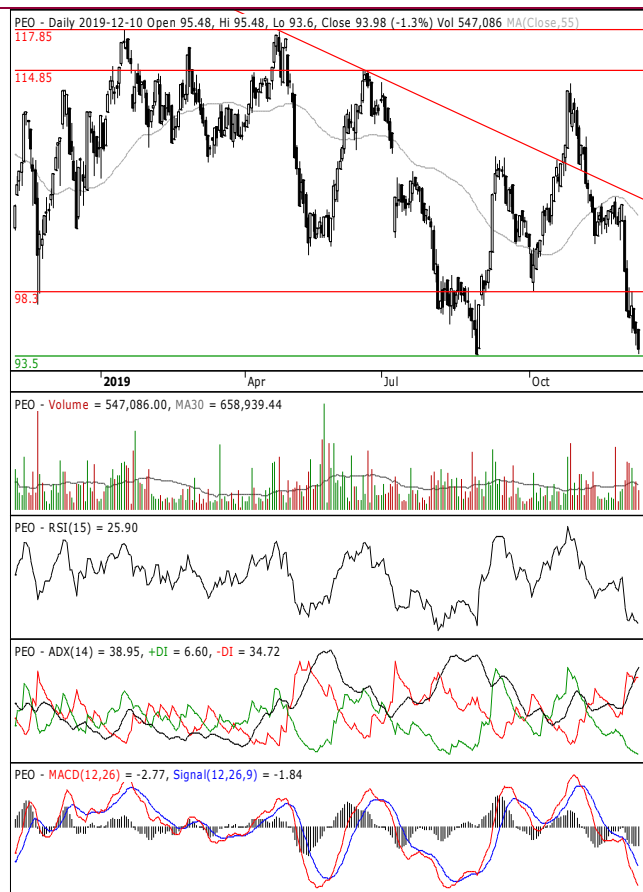 PEO - Daily 2019-12-10 Open 95.48, Hi 95.48, Lo 93.6, Close 93.98 (-1.3%) Vol 547,086 MA(Close,55)
117.85
114.85
98.3
93.5
2019 Apr Jul Oct
PEO - Volume = 547,086.00, MA30 = 658,939.44
PEO - RSI(15) = 25.90
PEO - ADX(14) = 38.95, +DI = 6.60, -DI = 34.72
PEO - MACD(12,26) = -2.77, Signal(12,26,9) = -1.84